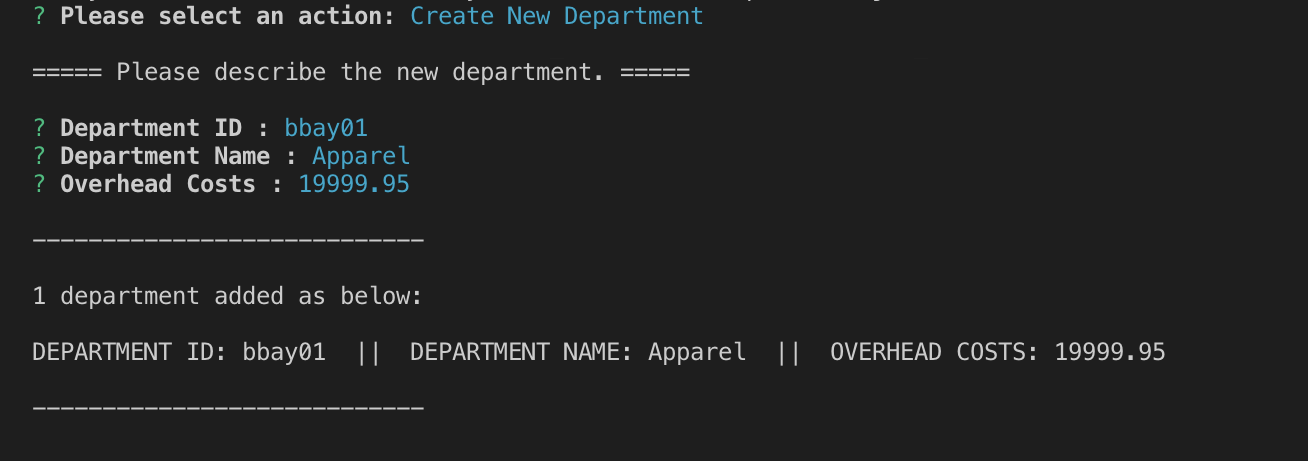 ? Please select an action: Create New Department
===== Please describe the new department. =====
? Department ID : bbay01
? Department Name : Apparel
? Overhead Costs : 19999.95
----------------------------
1 department added as below:
DEPARTMENT ID: bbay01  ||  DEPARTMENT NAME: Apparel  ||  OVERHEAD COSTS: 19999.95
----------------------------